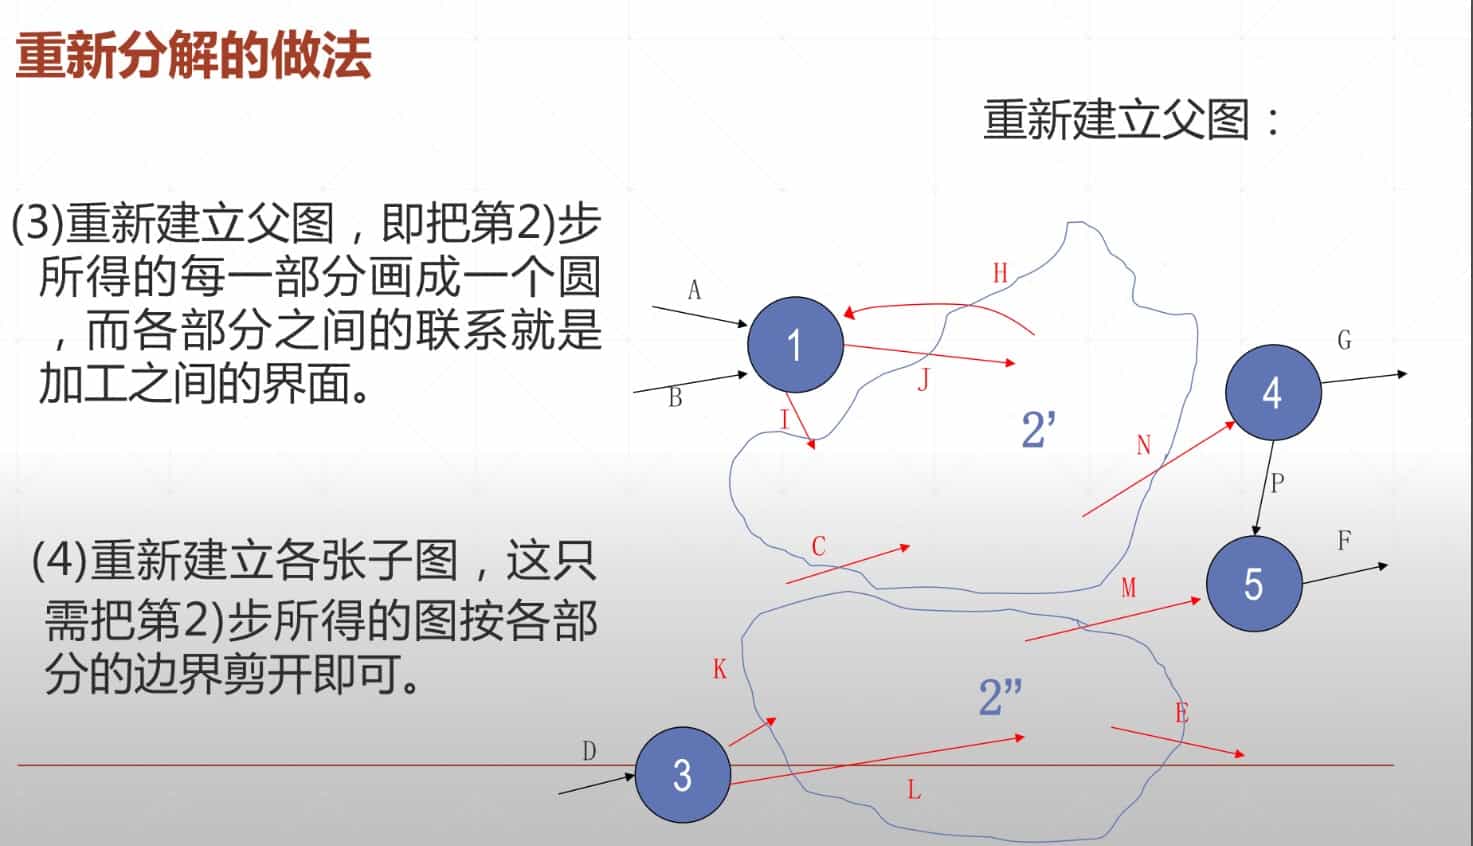 重新分解的做法
重新建立父图：
(3)重新建立父图，即把第2)步
所得的每一部分画成一个圆
，而各部分之间的联系就是
加工之间的界面。
(4)重新建立各张子图，这只
需把第2)步所得的图按各部
分的边界剪开即可。
H
A
1
G
J
4
B
I
2’
N
P
C
F
M
5
K
2”
E
D
3
L